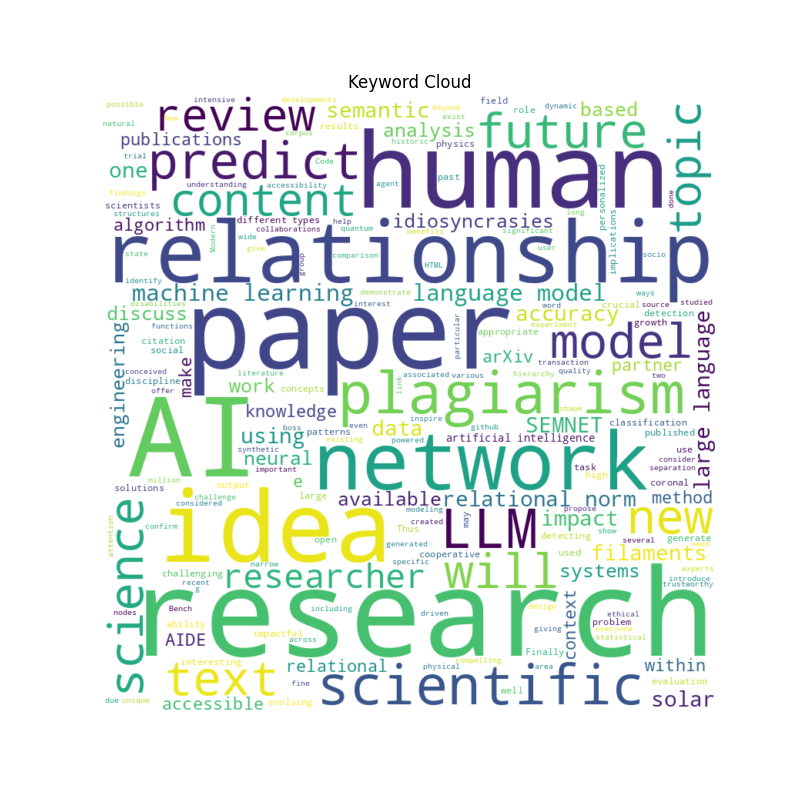 Keyword Cloud
possible
intensive
developments
field
dynamic
review
semantic
beyond
role
based
now
corpus
exist
natural
publications
results
analysis
future
topic
historic
physics
trial
one
predict
human
Code
past
agent
done
findings
understanding
accessibility
personalized
scientists
structures
content
long
algorithm
different types
help
idiosyncrasies
significant
implications
collaborations
quantum
benefits
user
Modern
wide
state
give
group
comparison
relationship
HTML
socio
identify
machine learning
demonstrate
language model
ways
disabilities
interest
word
crucial
source
studied
discuss
functions
paper
accuracy
experiment
growth
detection
particular
appropriate
model
citation
social
engineering
conceived
discipline
offer
make
literature
associated
various
arXiv
transaction
hierarchy
quality
partner
two
large language
work
concepts
link
plagiarism
AI
knowledge
inspire
shape
boss
even
github
data
SEMNET
classification
published
using
patterns
existing
powered
artificial intelligence
synthetic
neural
important
network
task
use
consider
separation
high
coronal
million
solutions
considered
output
e
large
available
relational norm
method
science
challenge
idea
modeling
created
may
LLM
propose
impact
several
new
confirm
open
Thus
detecting
show
generate
need
attention
generated
narrow
cooperative
specific
will
used
filaments
experts
challenging
recent
g
researcher
systems
introduce
trustworthy
nodes
Bench
including
driven
design
ethical
everyone
research
ability
impactful
giving
problem
statistical
context
AIDE
across
Finally
interesting
relational
physical
compelling
area
within
text
fine
scientific
well
evaluation
due
unique
accessible
evolving
solar